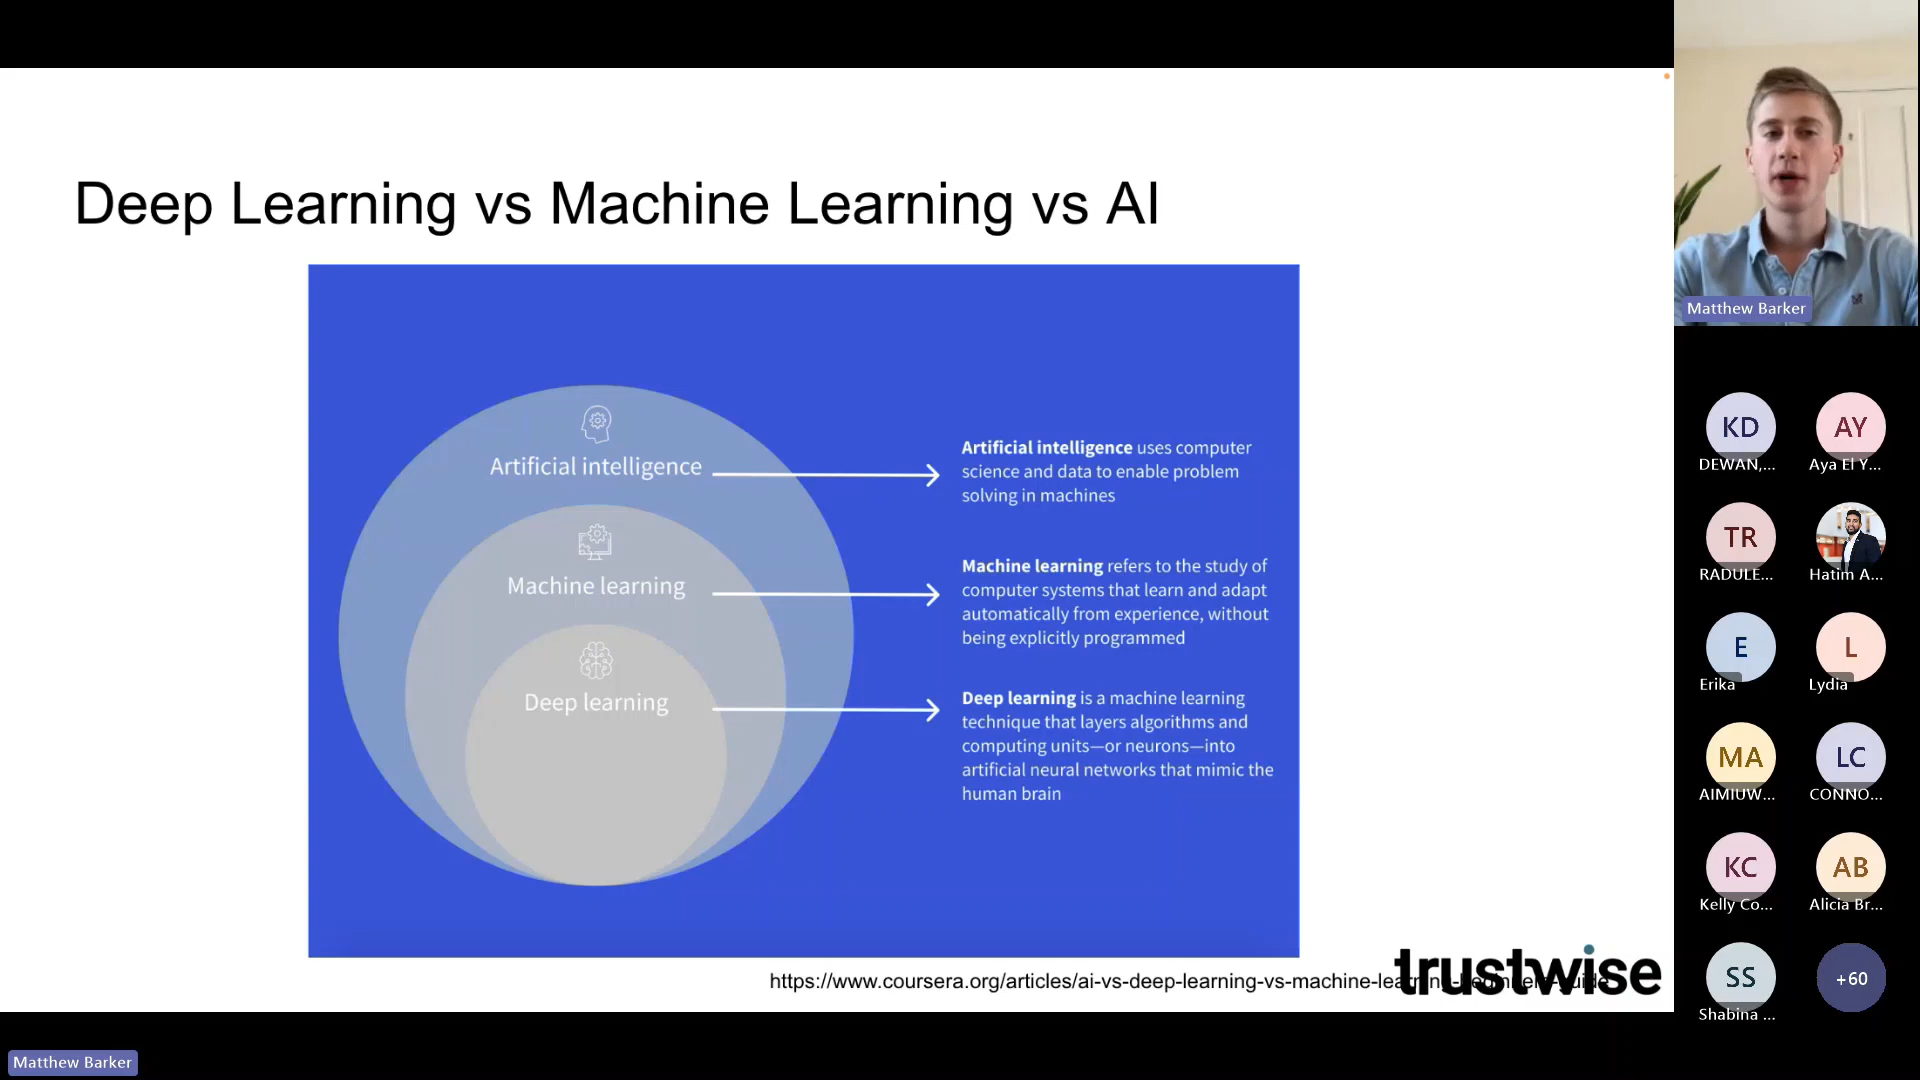 Deep Learning vs Machine Learning vs AI
Artificial intelligence
Machine learning
Deep learning
Artificial intelligence uses computer
science and data to enable problem
solving in machines
Machine learning refers to the study of
computer systems that learn and adapt
automatically from experience, without
being explicitly programmed
Deep learning is a machine learning
technique that layers algorithms and
computing units—or neurons—into
artificial neural networks that mimic the
human brain
https://www.coursera.org/articles/ai-vs-deep-learning-vs-machine-learning-beginners-guide
trustwise
Matthew Barker
KD
AY
DEWAN,...
Aya El Y...
TR
RADULE...
Hatim A...
E
L
Erika
Lydia
MA
LC
AIMIUW...
CONNO...
KC
AB
Kelly Co...
Alicia Br...
SS
+60
Shabina ...
Matthew Barker